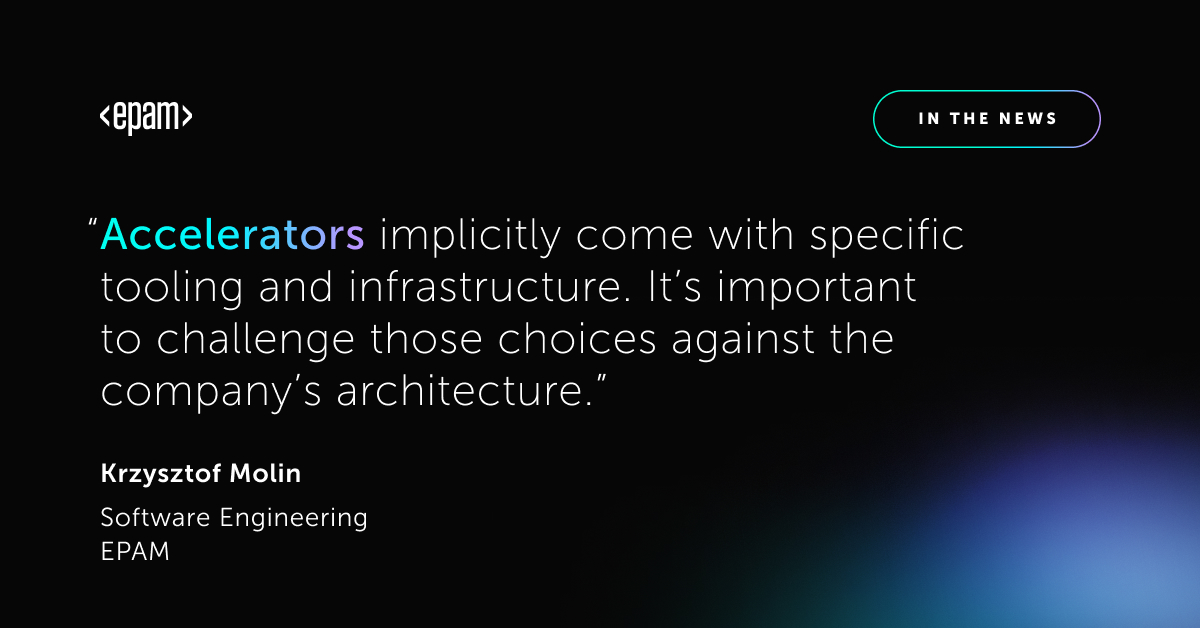 <epam>
IN THE NEWS
“Accelerators implicitly come with specific
tooling and infrastructure. It’s important
to challenge those choices against the
company’s architecture.”
Krzysztof Molin
Software Engineering
EPAM